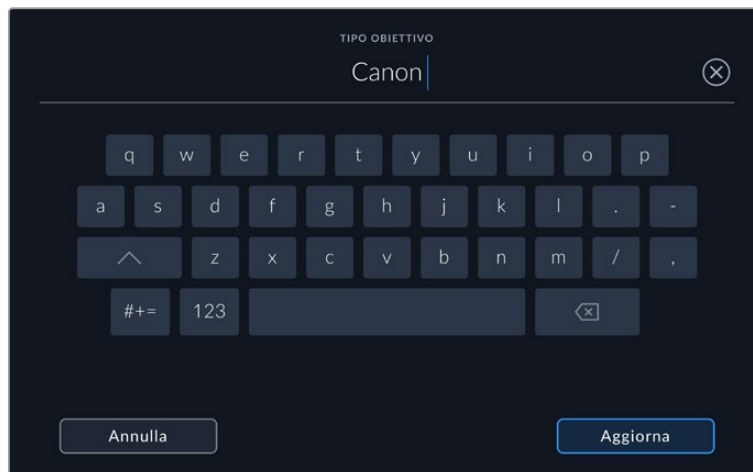 TIPO OBIETTIVO
Canon
q w e r t y u i o p
a s d f g h j k l . -
z x c v b n m / ,
#+= 123
Annulla Aggiorna